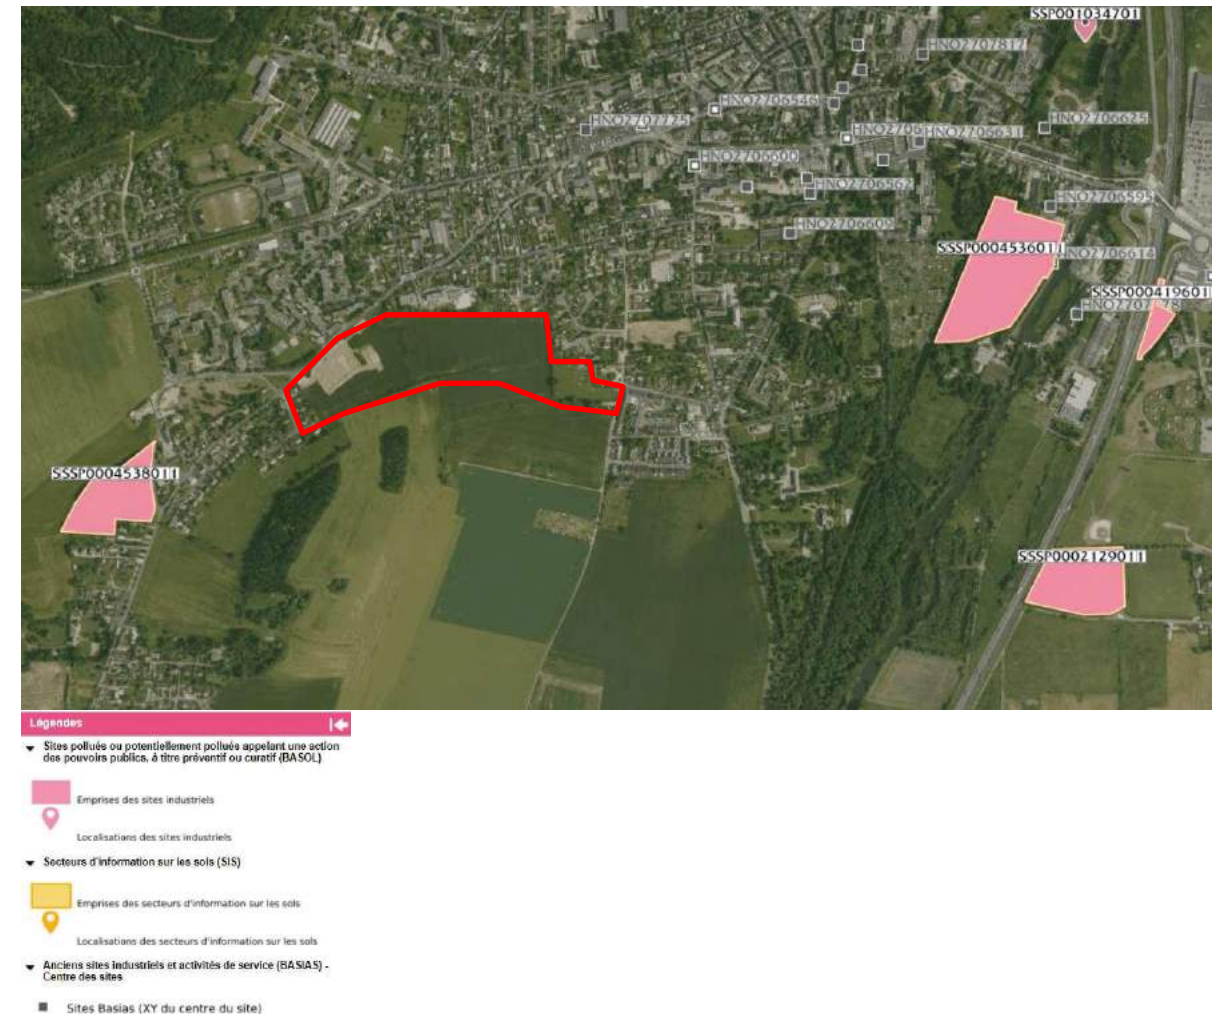 SSP001034701
HNO2707817
HNO2706546
HNO2707725
HNO2706625
HNO2706631
HNO2706600
HNO2706562
HNO2706595
HNO2706609
SSSP000453601
HNO2706614
SSSP000419601
SSSP000453801
SSSP000212901
Légendes
Sites pollués ou potentiellement pollués appelant une action
des pouvoirs publics, à titre préventif ou curatif (BASOL)
Emprises des sites industriels
Localisations des sites industriels
Secteurs d'information sur les sols (SIS)
Emprises des secteurs d'information sur les sols
Localisations des secteurs d'information sur les sols
Anciens sites industriels et activités de service (BASIAS) -
Centre des sites
Sites Basias (XY du centre du site)